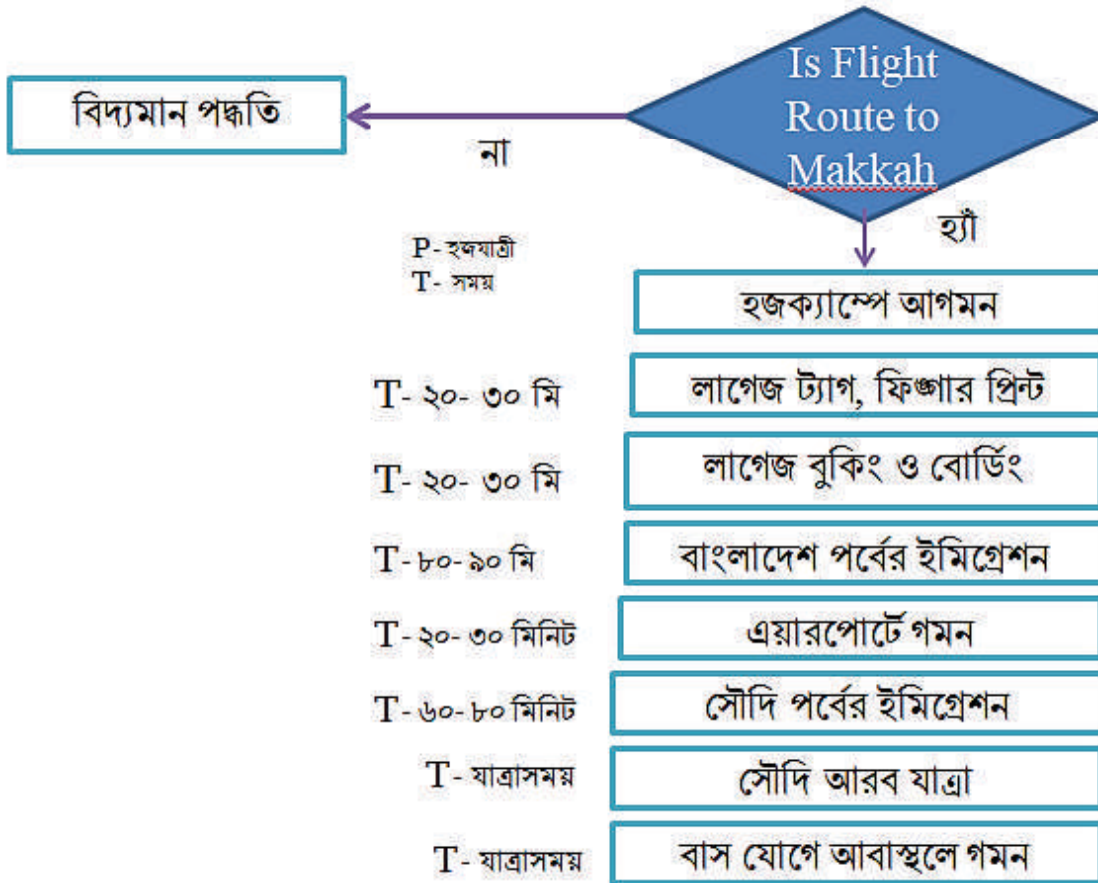 Is Flight
Route to
Makkah
বিদ্যমান পদ্ধতি
না
হ্যাঁ
P- হজযাত্রী
T- সময়
হজক্যাম্পে আগমন
T- ২০- ৩০ মি
লাগেজ ট্যাগ, ফিঙ্গার প্রিন্ট
T- ২০- ৩০ মি
লাগেজ বুকিং ও বোর্ডিং
T- ৮০-৯০ মি
বাংলাদেশ পর্বের ইমিগ্রেশন
T- ২০- ৩০ মিনিট
এয়ারপোর্টে গমন
T- ৬০-৮০ মিনিট
সৌদি পর্বের ইমিগ্রেশন
T- যাত্রাসময়
সৌদি আরব যাত্রা
T- যাত্রাসময়
বাস যোগে আবাস্থলে গমন